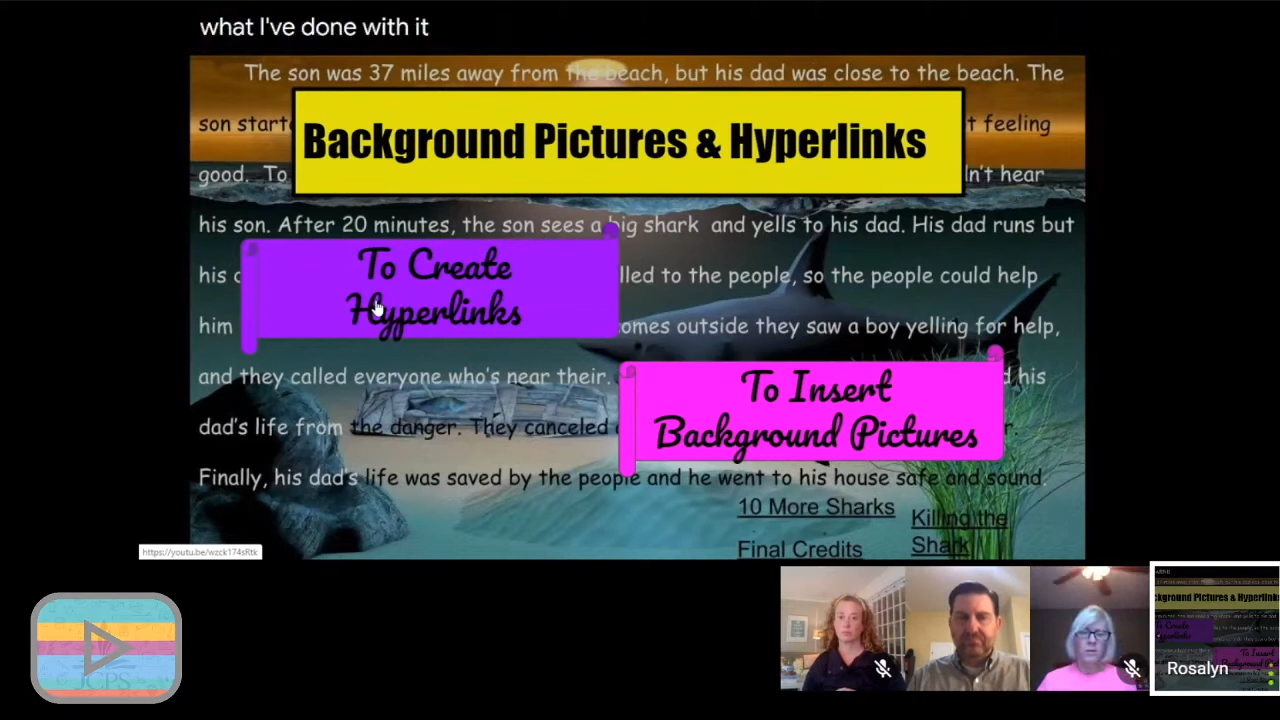 what I've done with it
The son was 37 miles away from the beach, but his dad was close to the beach. The
son start t feeling
Background Pictures & Hyperlinks
good. To n't hear
his son. After 20 minutes, the son sees a big shark and yells to his dad. His dad runs but
To Create
Hyperlinks
his lled to the people, so the people could help
him omes outside they saw a boy yelling for help,
and they called everyone who's near their. his
To Insert
Background Pictures
dad's life from the danger. They canceled
Finally, his dad's life was saved by the people and he went to his house safe and sound.
10 More Sharks
Killing the
Shark
Final Credits
https://youtu.be/wzck174sRtk
JCPS
Rosalyn